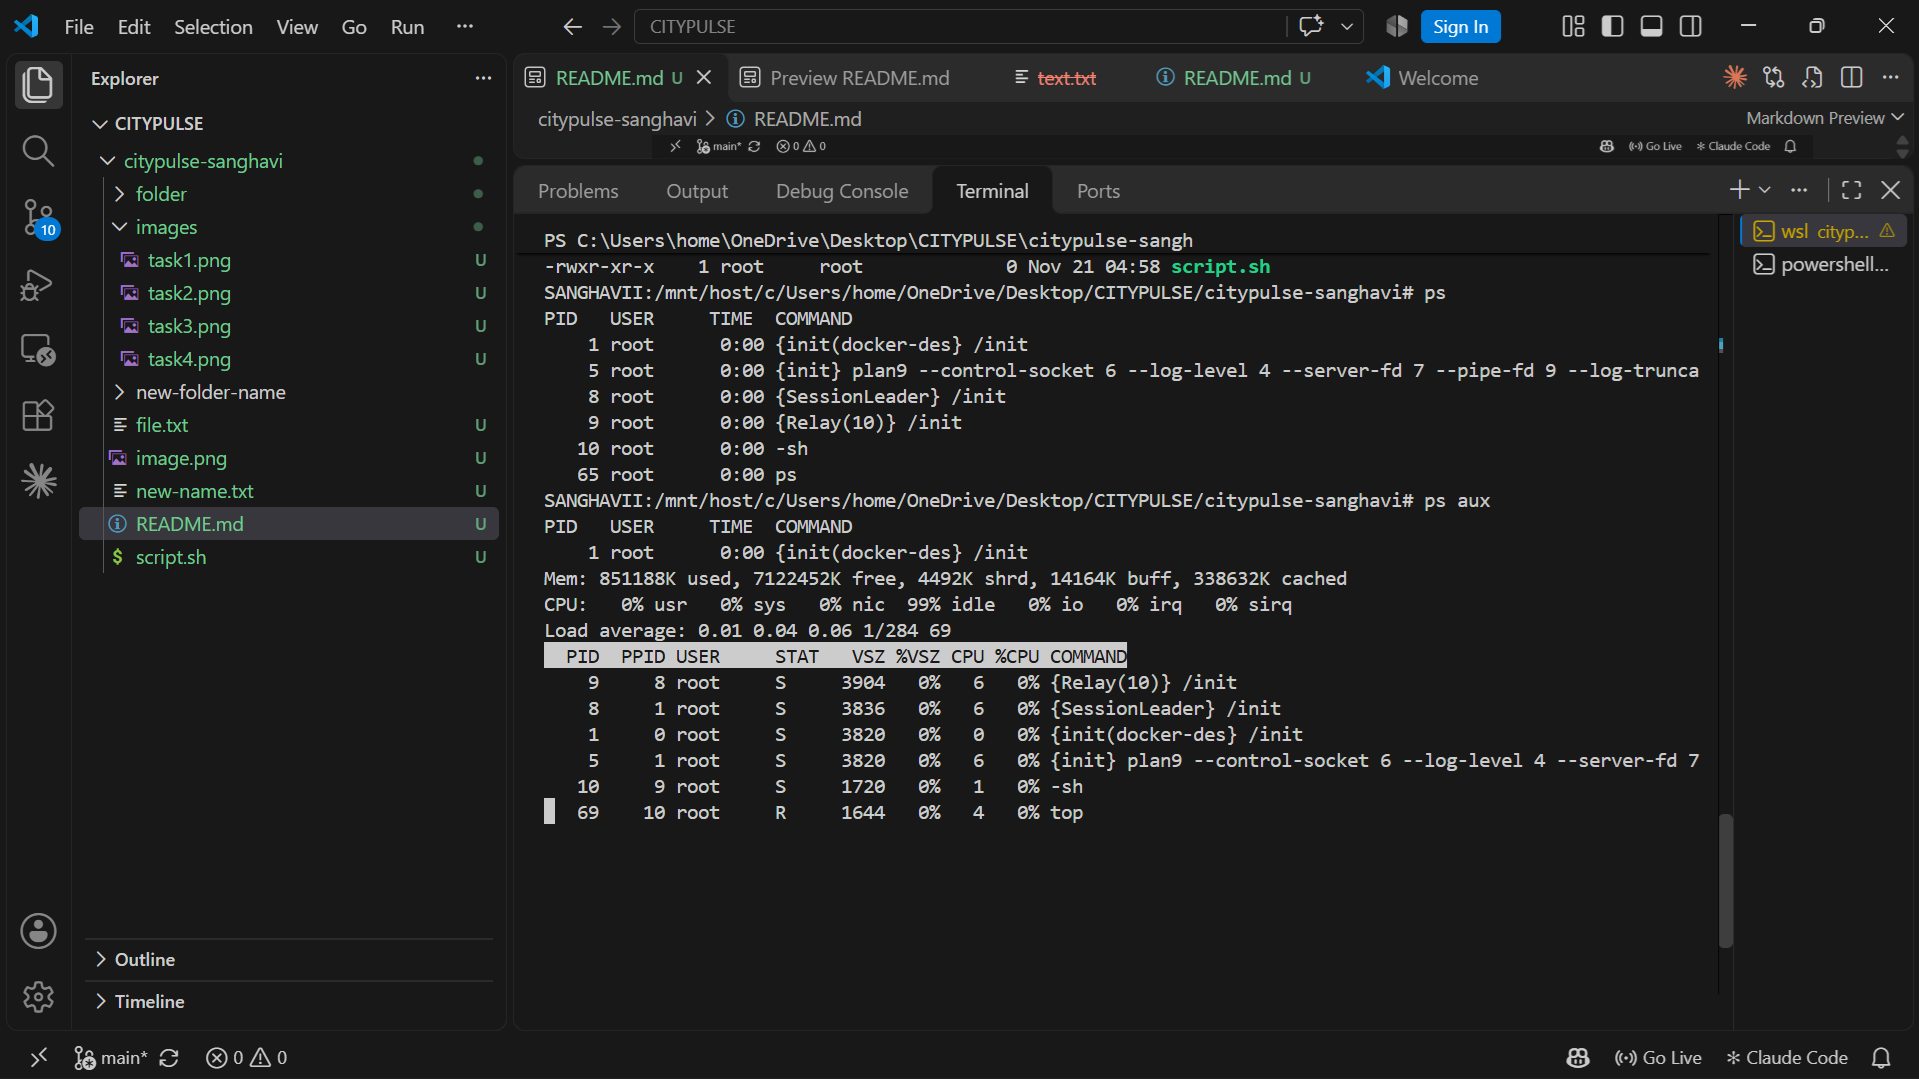 File Edit Selection View Go Run ···
CITYPULSE
Sign In
Explorer ···
README.md U
Preview README.md
text.txt
README.md U
Welcome
CITYPULSE
citypulse-sanghavi > README.md
Markdown Preview
citypulse-sanghavi
main* 0 0
Go Live Claude Code
folder
Problems Output Debug Console Terminal Ports
images
task1.png U
task2.png U
task3.png U
task4.png U
new-folder-name
file.txt U
image.png U
new-name.txt U
README.md U
script.sh U
10
Outline
Timeline
PS C:\Users\home\OneDrive\Desktop\CITYPULSE\citypulse-sangh
-rwxr-xr-x 1 root root 0 Nov 21 04:58 script.sh
SANGHAVII:/mnt/host/c/Users/home/OneDrive/Desktop/CITYPULSE/citypulse-sanghavi# ps
PID USER TIME COMMAND
1 root 0:00 {init(docker-des} /init
5 root 0:00 {init} plan9 --control-socket 6 --log-level 4 --server-fd 7 --pipe-fd 9 --log-trunca
8 root 0:00 {SessionLeader} /init
9 root 0:00 {Relay(10)} /init
10 root 0:00 -sh
65 root 0:00 ps
SANGHAVII:/mnt/host/c/Users/home/OneDrive/Desktop/CITYPULSE/citypulse-sanghavi# ps aux
PID USER TIME COMMAND
1 root 0:00 {init(docker-des} /init
Mem: 851188K used, 7122452K free, 4492K shrd, 14164K buff, 338632K cached
CPU: 0% usr 0% sys 0% nic 99% idle 0% io 0% irq 0% sirq
Load average: 0.01 0.04 0.06 1/284 69
PID PPID USER STAT VSZ %VSZ CPU %CPU COMMAND
9 8 root S 3904 0% 6 0% {Relay(10)} /init
8 1 root S 3836 0% 6 0% {SessionLeader} /init
1 0 root S 3820 0% 0 0% {init(docker-des} /init
5 1 root S 3820 0% 6 0% {init} plan9 --control-socket 6 --log-level 4 --server-fd 7
10 9 root S 1720 0% 1 0% -sh
69 10 root R 1644 0% 4 0% top
wsl cityp...
powershell...
main* 0 0
Go Live Claude Code